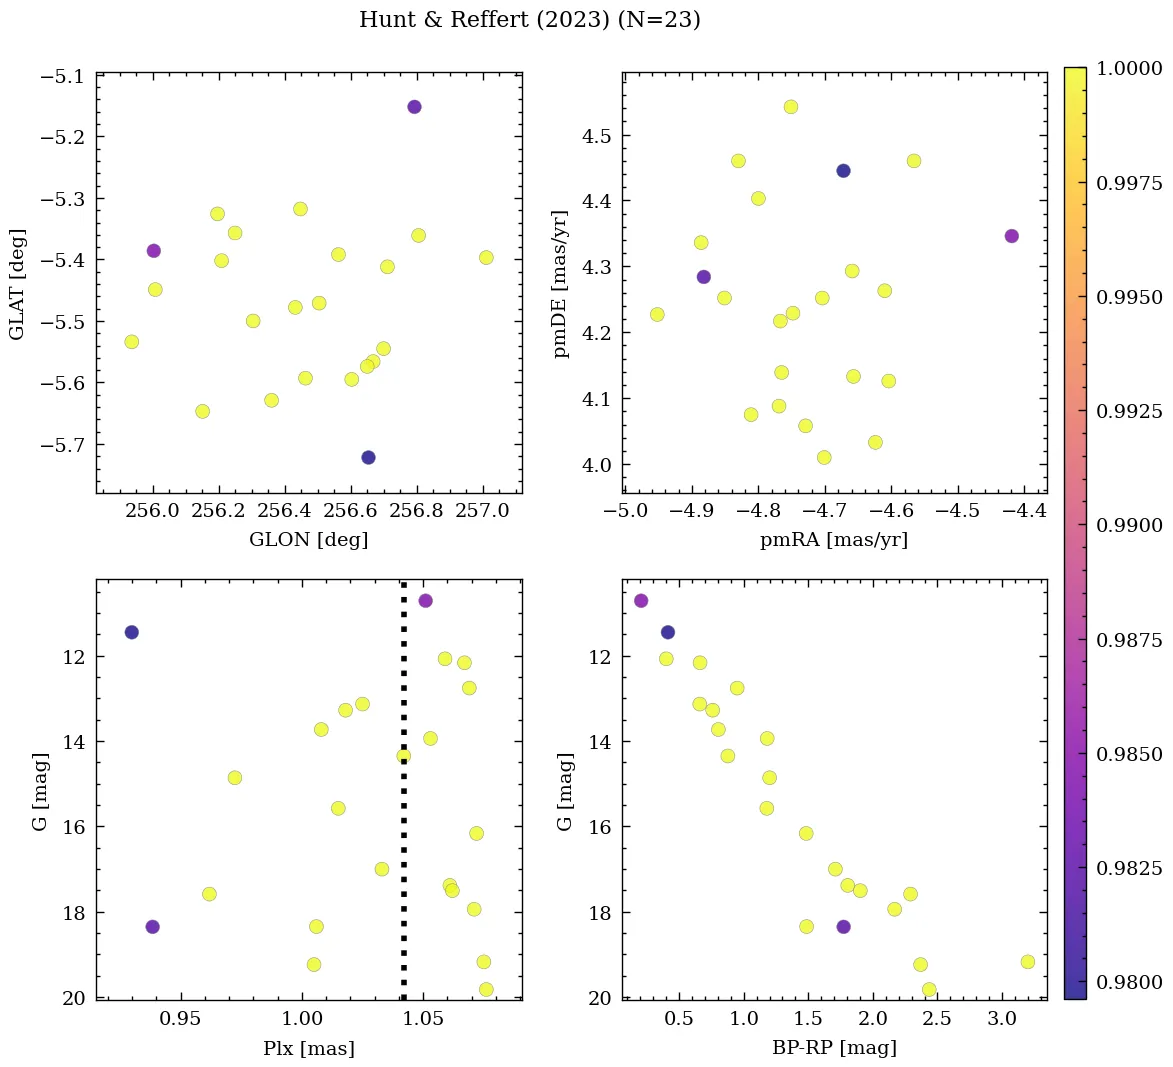 Hunt & Reffert (2023) (N=23)
−5.1
−5.2
−5.3
−5.4
−5.5
−5.6
−5.7
GLAT [deg]
256.0 256.2 256.4 256.6 256.8 257.0
GLON [deg]
4.5
4.4
4.3
4.2
4.1
4.0
pmDE [mas/yr]
−5.0 −4.9 −4.8 −4.7 −4.6 −4.5 −4.4
pmRA [mas/yr]
12
14
16
18
20
G [mag]
0.95 1.00 1.05
Plx [mas]
12
14
16
18
20
G [mag]
0.5 1.0 1.5 2.0 2.5 3.0
BP-RP [mag]
1.0000
0.9975
0.9950
0.9925
0.9900
0.9875
0.9850
0.9825
0.9800